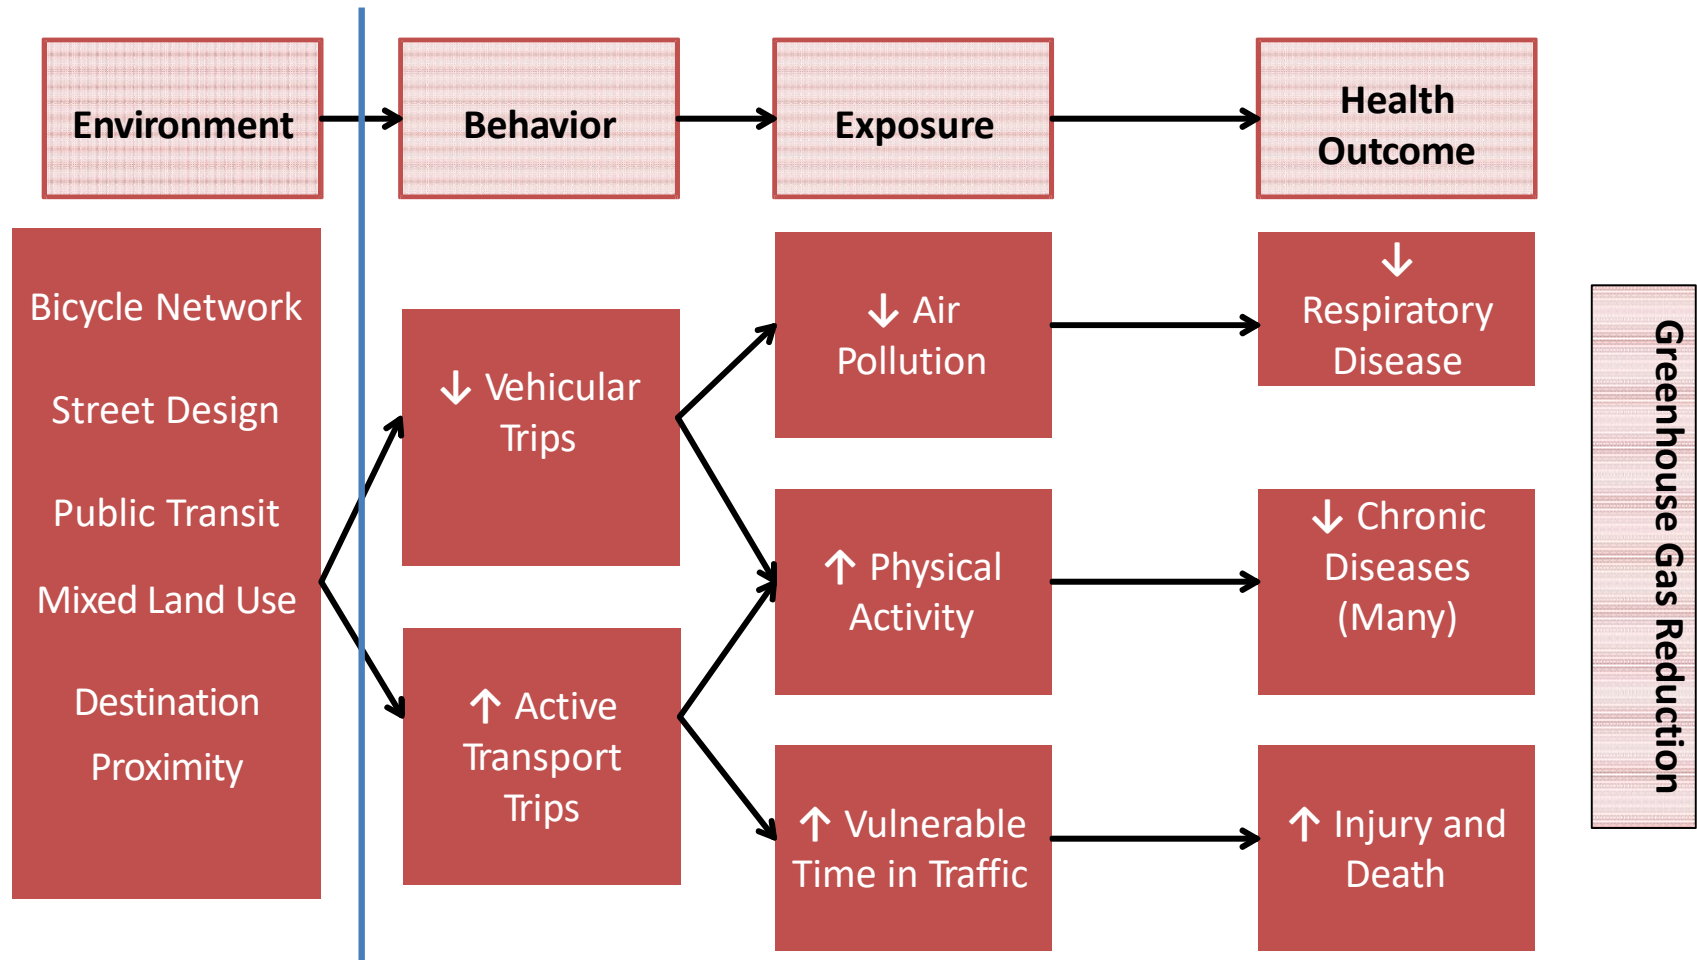 Environment
Behavior
Exposure
Health
Outcome
Bicycle Network
Street Design
Public Transit
Mixed Land Use
Destination
Proximity
↓ Vehicular
Trips
↑ Active
Transport
Trips
↓ Air
Pollution
↑ Physical
Activity
↑ Vulnerable
Time in Traffic
↓
Respiratory
Disease
↓ Chronic
Diseases
(Many)
↑ Injury and
Death
Greenhouse Gas Reduction